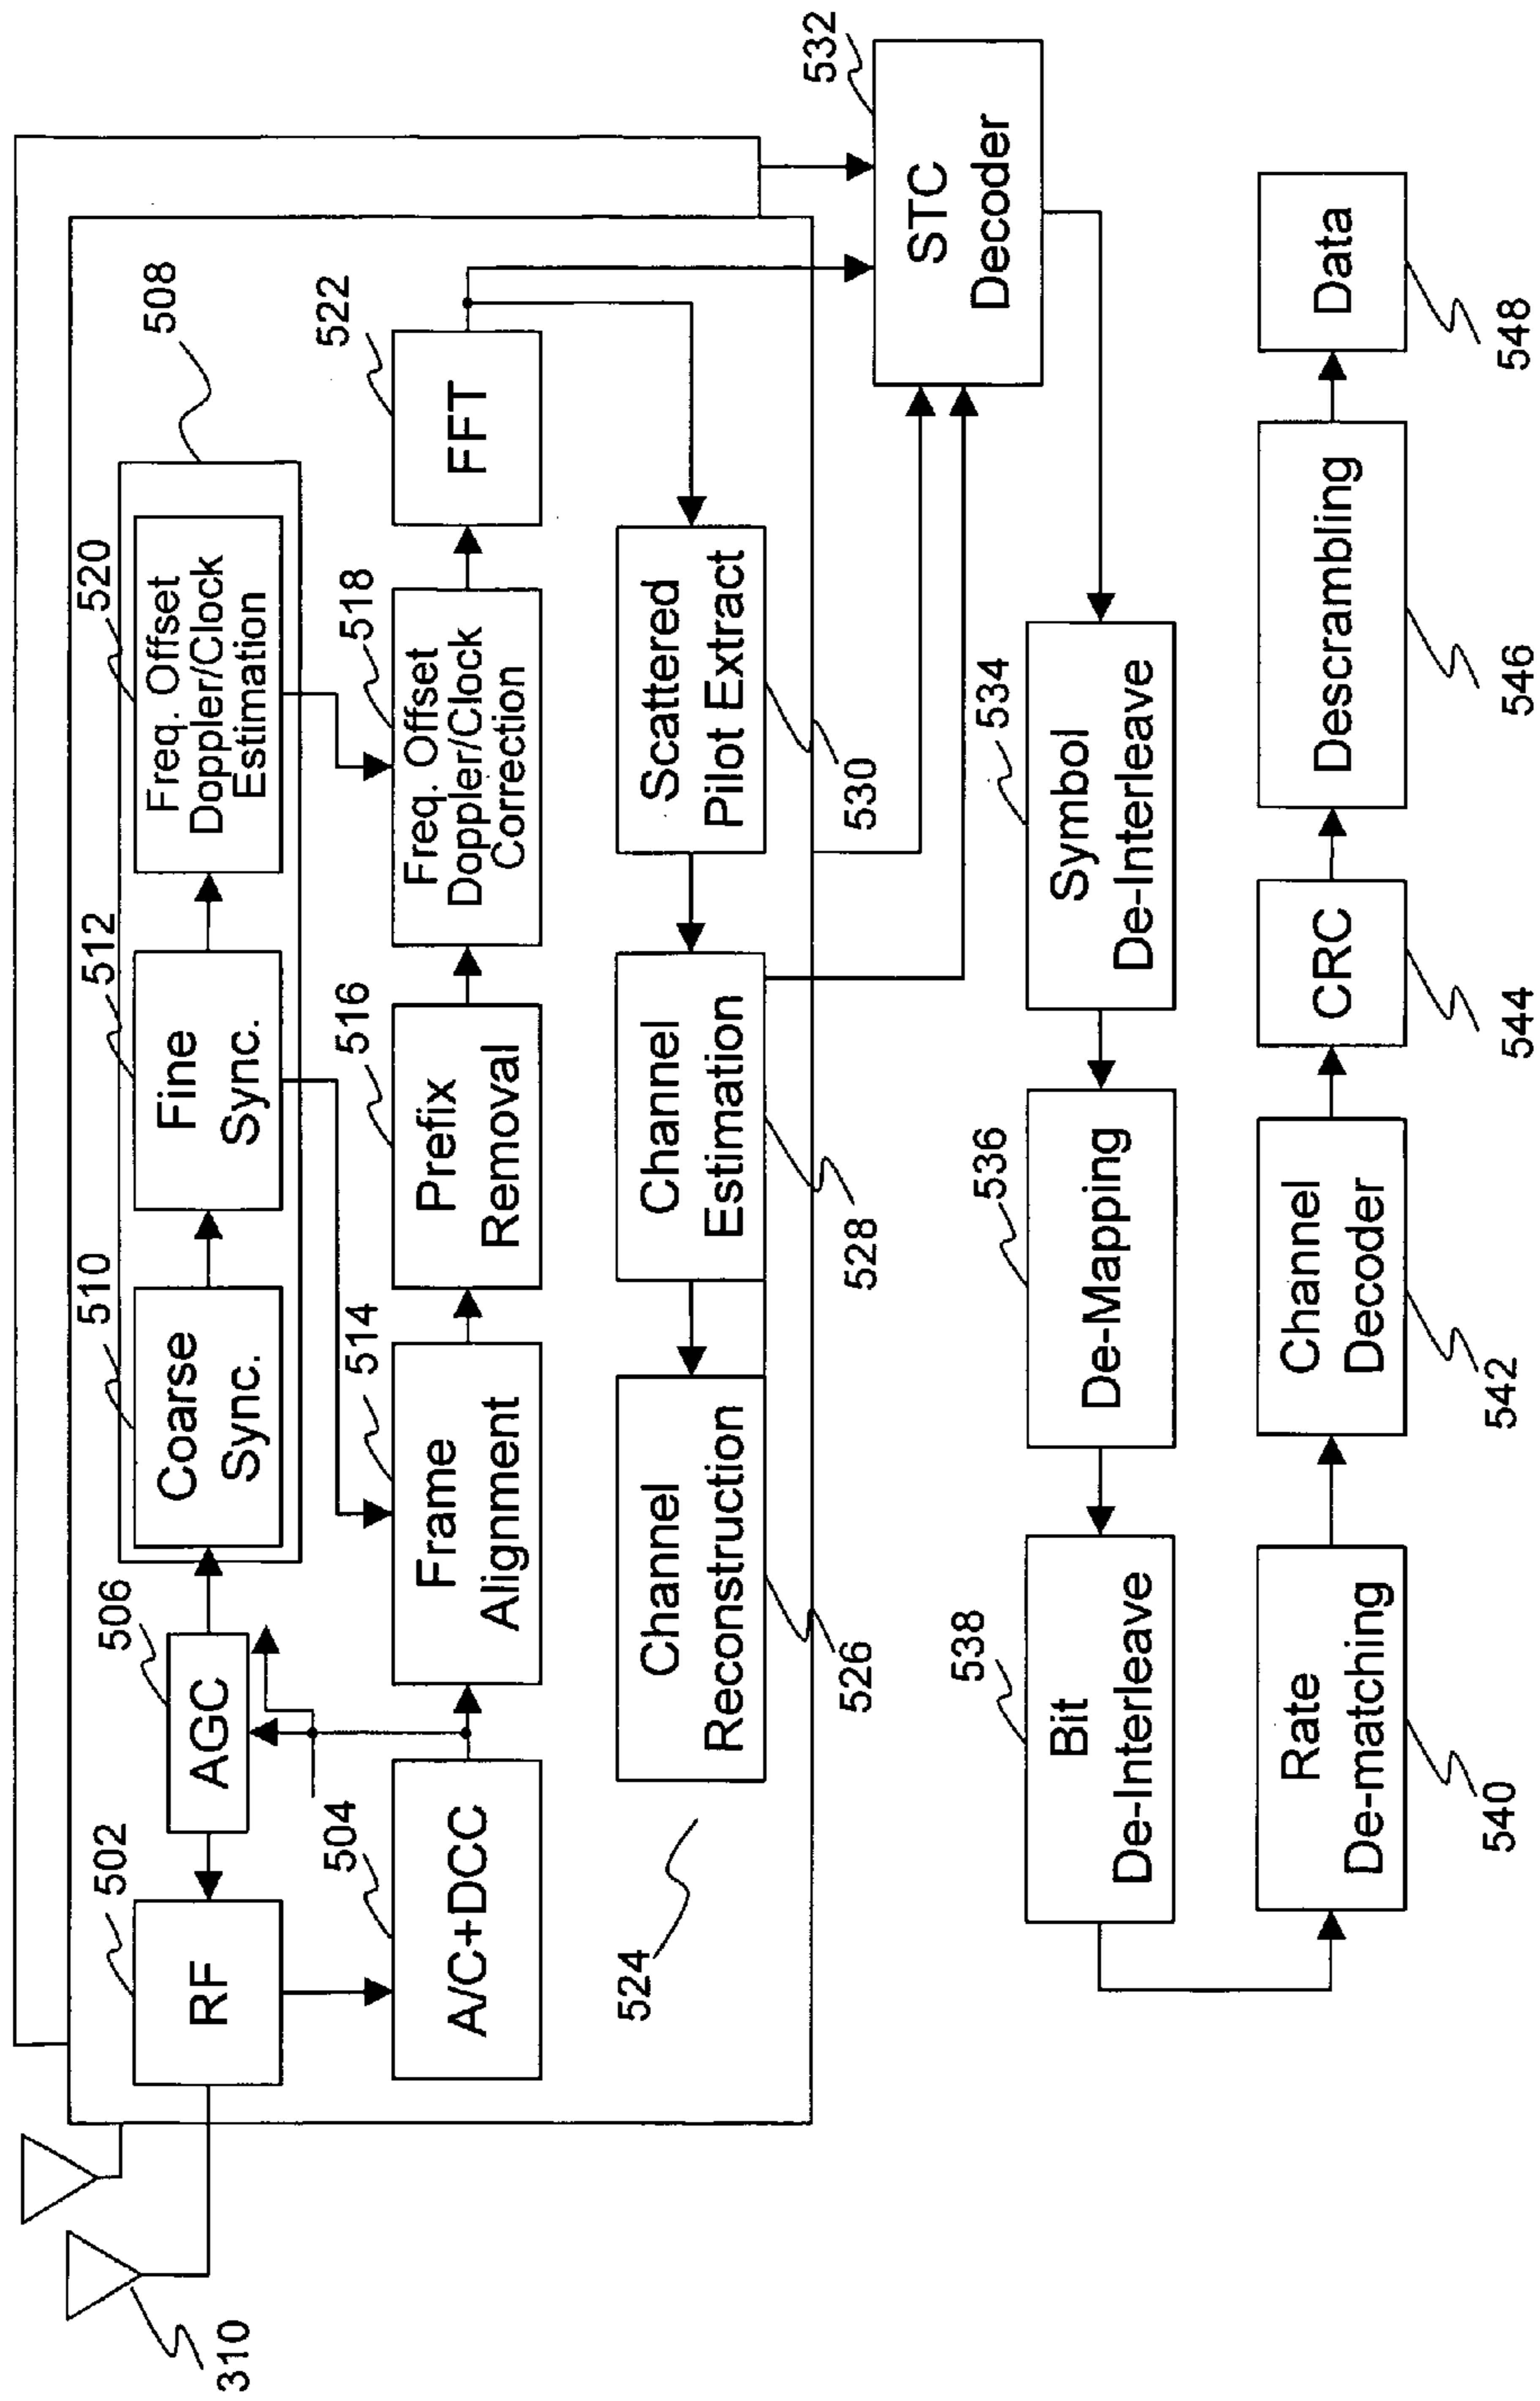 310
502
RF
506
AGC
508
510
Coarse
Sync.
512
Fine
Sync.
520
Freq. Offset
Doppler/Clock
Estimation
504
A/C+DCC
514
Frame
Alignment
516
Prefix
Removal
518
Freq. Offset
Doppler/Clock
Correction
522
FFT
524
Channel
Reconstruction
526
Channel
Estimation
528
Scattered
Pilot Extract
530
532
STC
Decoder
534
Symbol
De-Interleave
536
De-Mapping
538
Bit
De-Interleave
Rate
De-matching
540
Channel
Decoder
542
CRC
544
Descrambling
546
Data
548